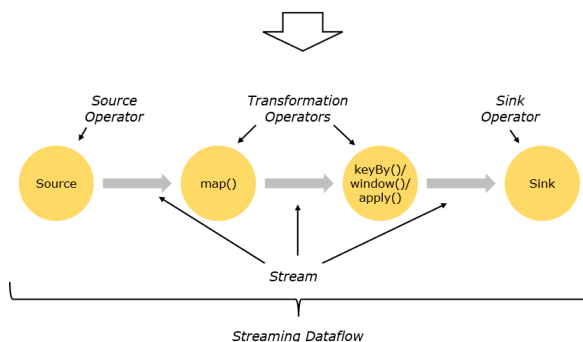 Source
Operator
Transformation
Operators
Sink
Operator
Source
map()
keyBy()/
window()/
apply()
Sink
Stream
Streaming Dataflow